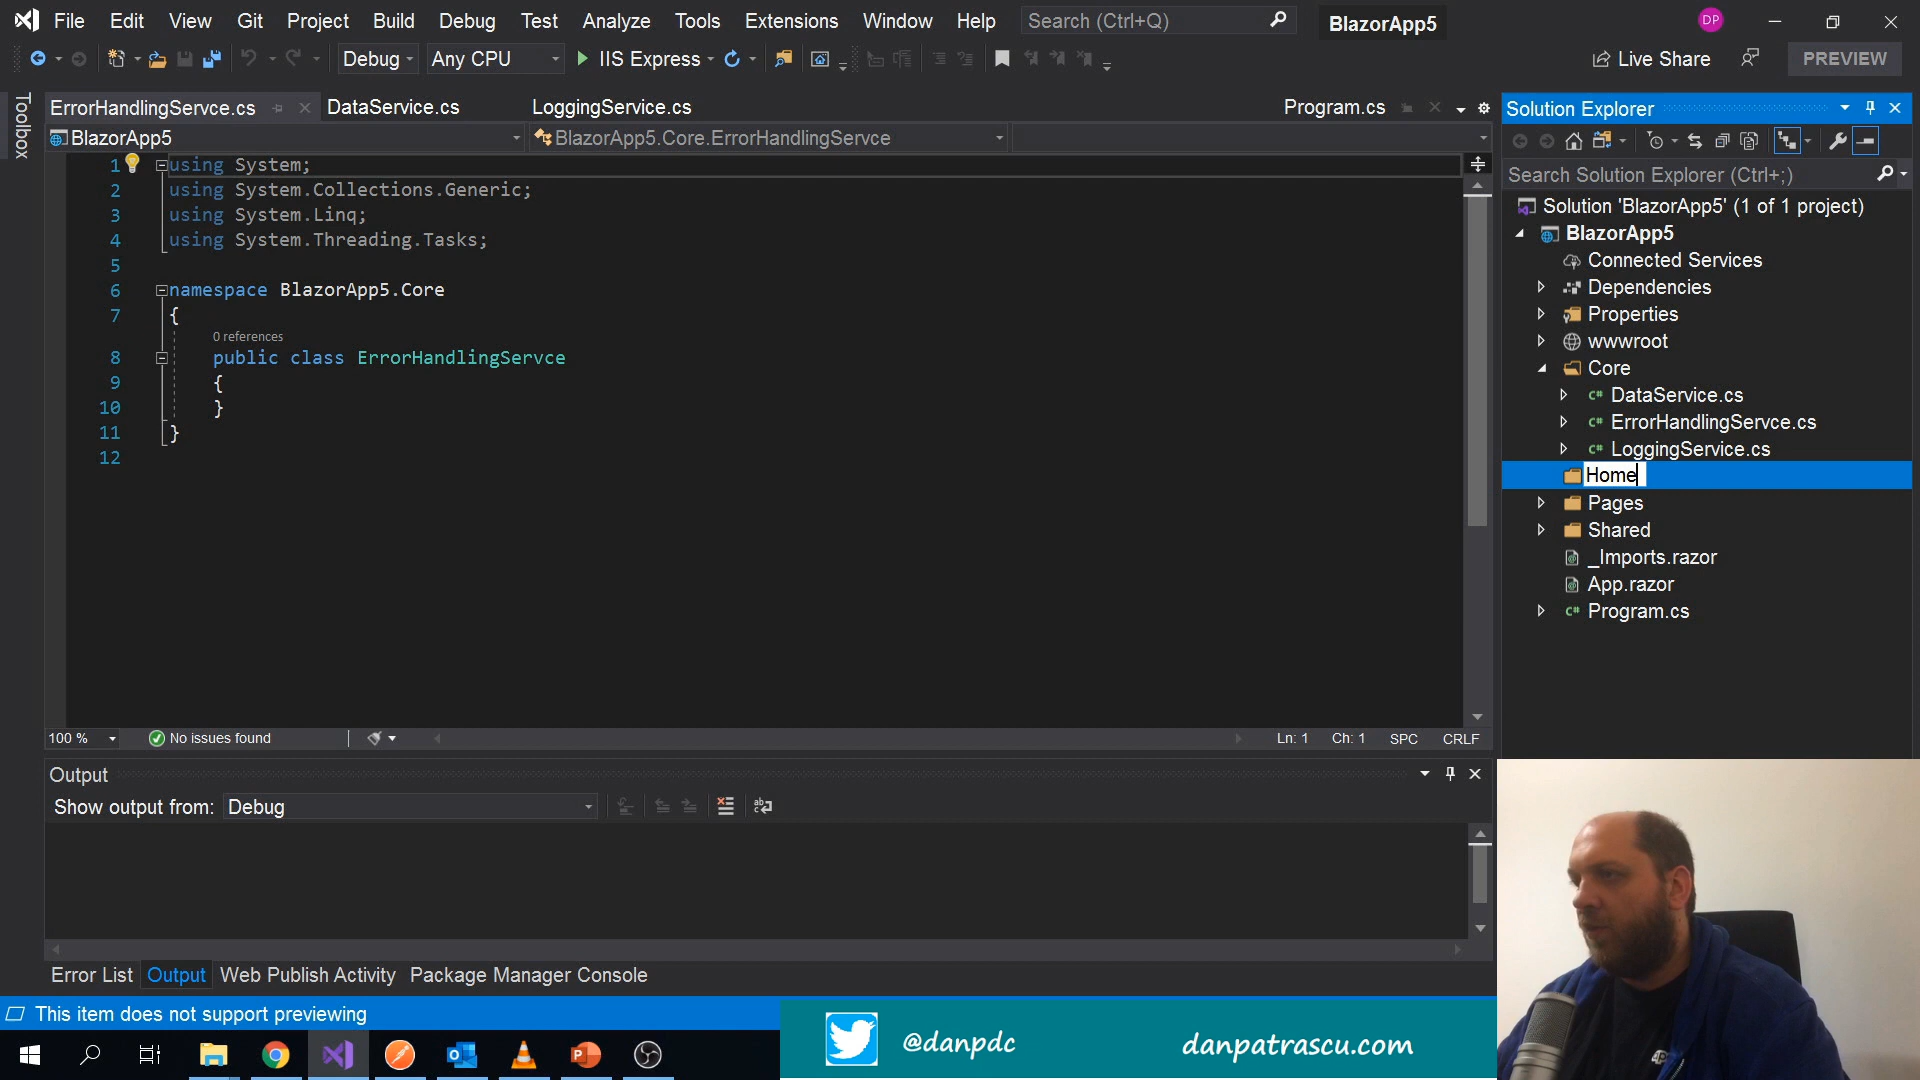 File Edit View Git Project Build Debug Test Analyze Tools Extensions Window Help Search (Ctrl+Q) BlazorApp5 DP
Debug Any CPU IIS Express Live Share PREVIEW
Toolbox
ErrorHandlingServce.cs DataService.cs LoggingService.cs Program.cs
BlazorApp5 BlazorApp5.Core.ErrorHandlingServce
1 using System;
2 using System.Collections.Generic;
3 using System.Linq;
4 using System.Threading.Tasks;
5
6 namespace BlazorApp5.Core
7 {
0 references
8 public class ErrorHandlingServce
9 {
10 }
11 }
12
100 % No issues found Ln: 1 Ch: 1 SPC CRLF
Output
Show output from: Debug
Error List Output Web Publish Activity Package Manager Console
This item does not support previewing
Solution Explorer
Search Solution Explorer (Ctrl+;)
Solution 'BlazorApp5' (1 of 1 project)
BlazorApp5
Connected Services
Dependencies
Properties
wwwroot
Core
C# DataService.cs
C# ErrorHandlingServce.cs
C# LoggingService.cs
Home
Pages
Shared
_Imports.razor
App.razor
C# Program.cs
@danpdc danpatrascu.com